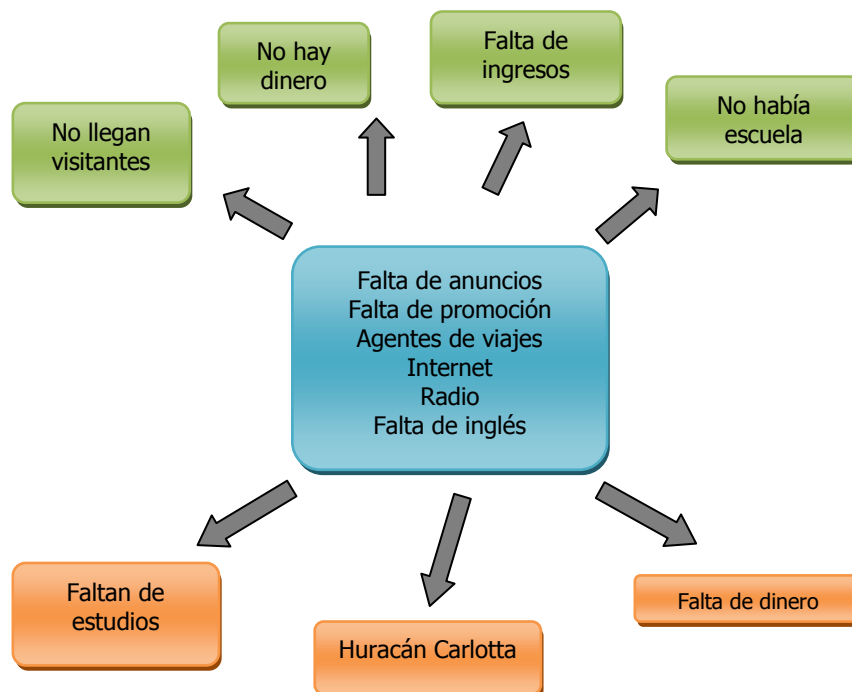 No hay
dinero
Falta de
ingresos
No llegan
visitantes
No había
escuela
Falta de anuncios
Falta de promoción
Agentes de viajes
Internet
Radio
Falta de inglés
Faltan de
estudios
Huracán Carlotta
Falta de dinero